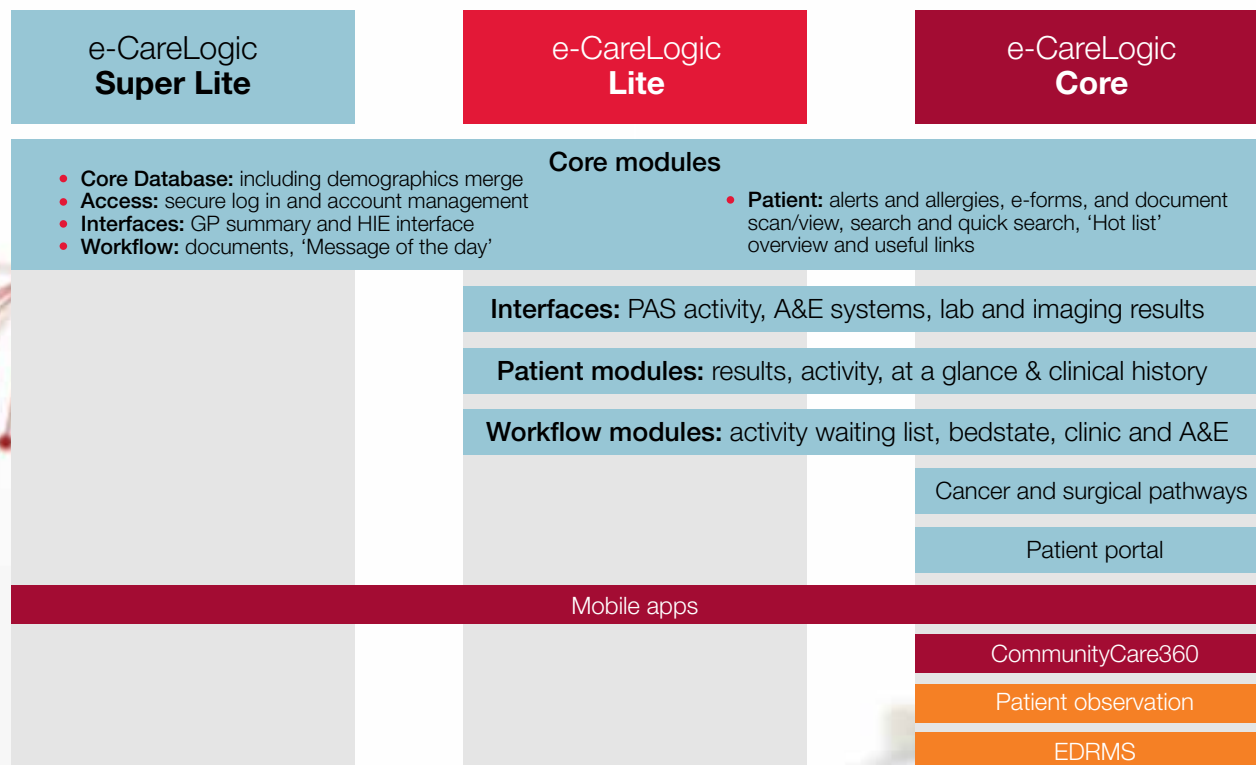 e-CareLogic
Super Lite
e-CareLogic
Lite
e-CareLogic
Core
Core modules
• Core Database: including demographics merge
• Access: secure log in and account management
• Interfaces: GP summary and HIE interface
• Workflow: documents, ‘Message of the day’
• Patient: alerts and allergies, e-forms, and document
scan/view, search and quick search, ‘Hot list’
overview and useful links
Interfaces: PAS activity, A&E systems, lab and imaging results
Patient modules: results, activity, at a glance & clinical history
Workflow modules: activity waiting list, bedstate, clinic and A&E
Cancer and surgical pathways
Patient portal
Mobile apps
CommunityCare360
Patient observation
EDRMS